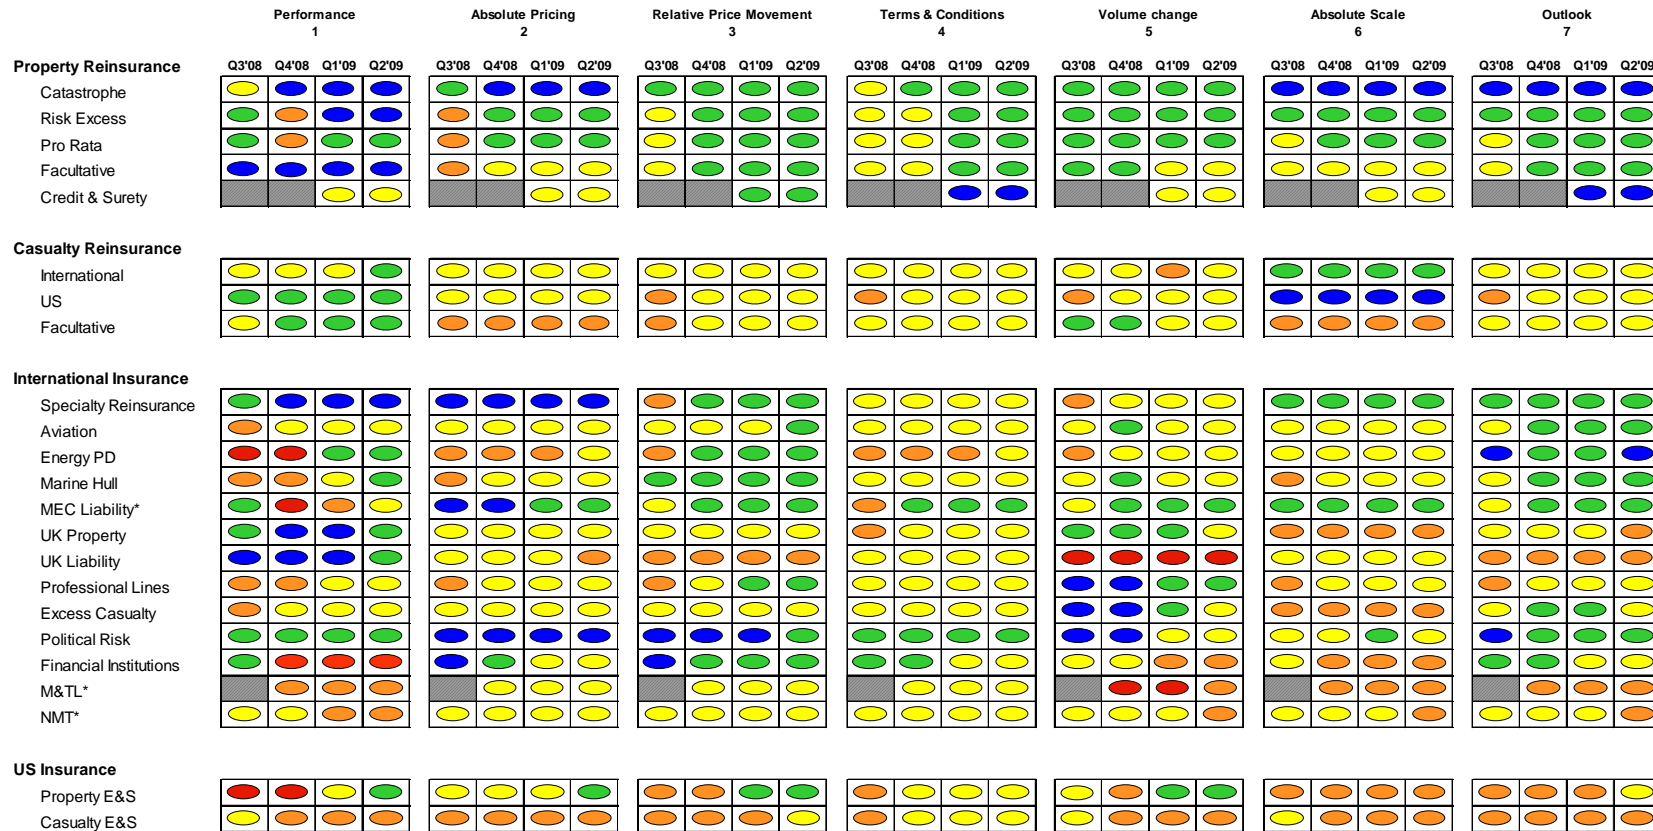 Performance Absolute Pricing Relative Price Movement Terms & Conditions Volume change Absolute Scale Outlook
1 2 3 4 5 6 7
Property Reinsurance Q3'08 Q4'08 Q1'09 Q2'09 Q3'08 Q4'08 Q1'09 Q2'09 Q3'08 Q4'08 Q1'09 Q2'09 Q3'08 Q4'08 Q1'09 Q2'09 Q3'08 Q4'08 Q1'09 Q2'09 Q3'08 Q4'08 Q1'09 Q2'09 Q3'08 Q4'08 Q1'09 Q2'09
Catastrophe
Risk Excess
Pro Rata
Facultative
Credit & Surety
Casualty Reinsurance
International
US
Facultative
International Insurance
Specialty Reinsurance
Aviation
Energy PD
Marine Hull
MEC Liability*
UK Property
UK Liability
Professional Lines
Excess Casualty
Political Risk
Financial Institutions
M&TL*
NMT*
US Insurance
Property E&S
Casualty E&S